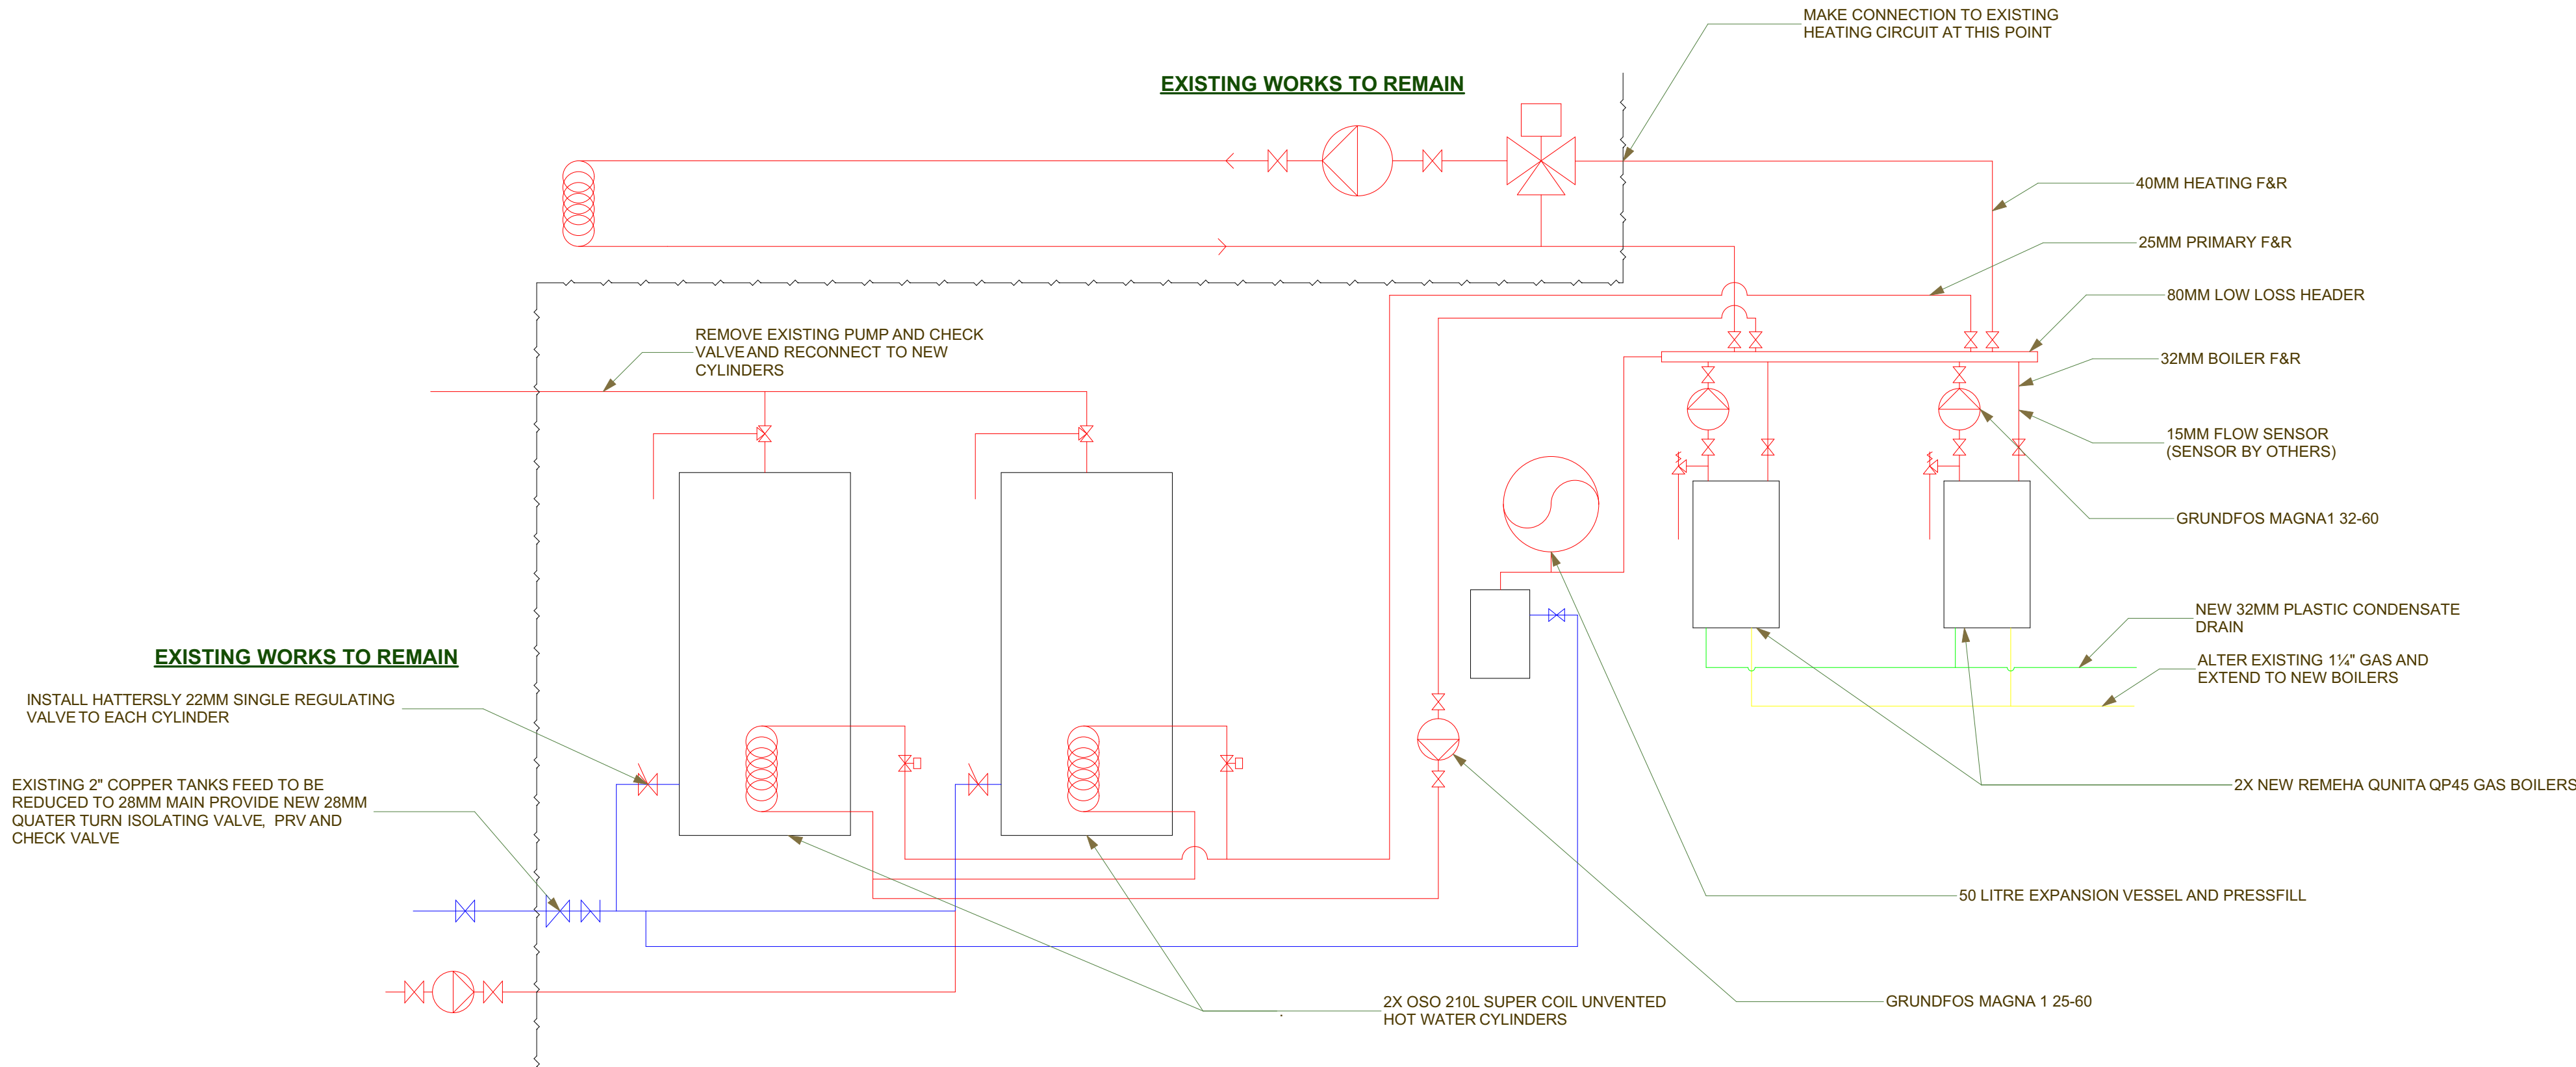 MAKE CONNECTION TO EXISTING
HEATING CIRCUIT AT THIS POINT
EXISTING WORKS TO REMAIN
40MM HEATING F&R
25MM PRIMARY F&R
80MM LOW LOSS HEADER
REMOVE EXISTING PUMP AND CHECK
VALVE AND RECONNECT TO NEW
CYLINDERS
32MM BOILER F&R
15MM FLOW SENSOR
(SENSOR BY OTHERS)
GRUNDFOS MAGNA1 32-60
NEW 32MM PLASTIC CONDENSATE
DRAIN
EXISTING WORKS TO REMAIN
ALTER EXISTING 1¼" GAS AND
EXTEND TO NEW BOILERS
INSTALL HATTERSLY 22MM SINGLE REGULATING
VALVE TO EACH CYLINDER
EXISTING 2" COPPER TANKS FEED TO BE
REDUCED TO 28MM MAIN PROVIDE NEW 28MM
QUATER TURN ISOLATING VALVE, PRV AND
CHECK VALVE
2X NEW REMEHA QUNITA QP45 GAS BOILERS
50 LITRE EXPANSION VESSEL AND PRESSFILL
2X OSO 210L SUPER COIL UNVENTED
HOT WATER CYLINDERS
GRUNDFOS MAGNA 1 25-60